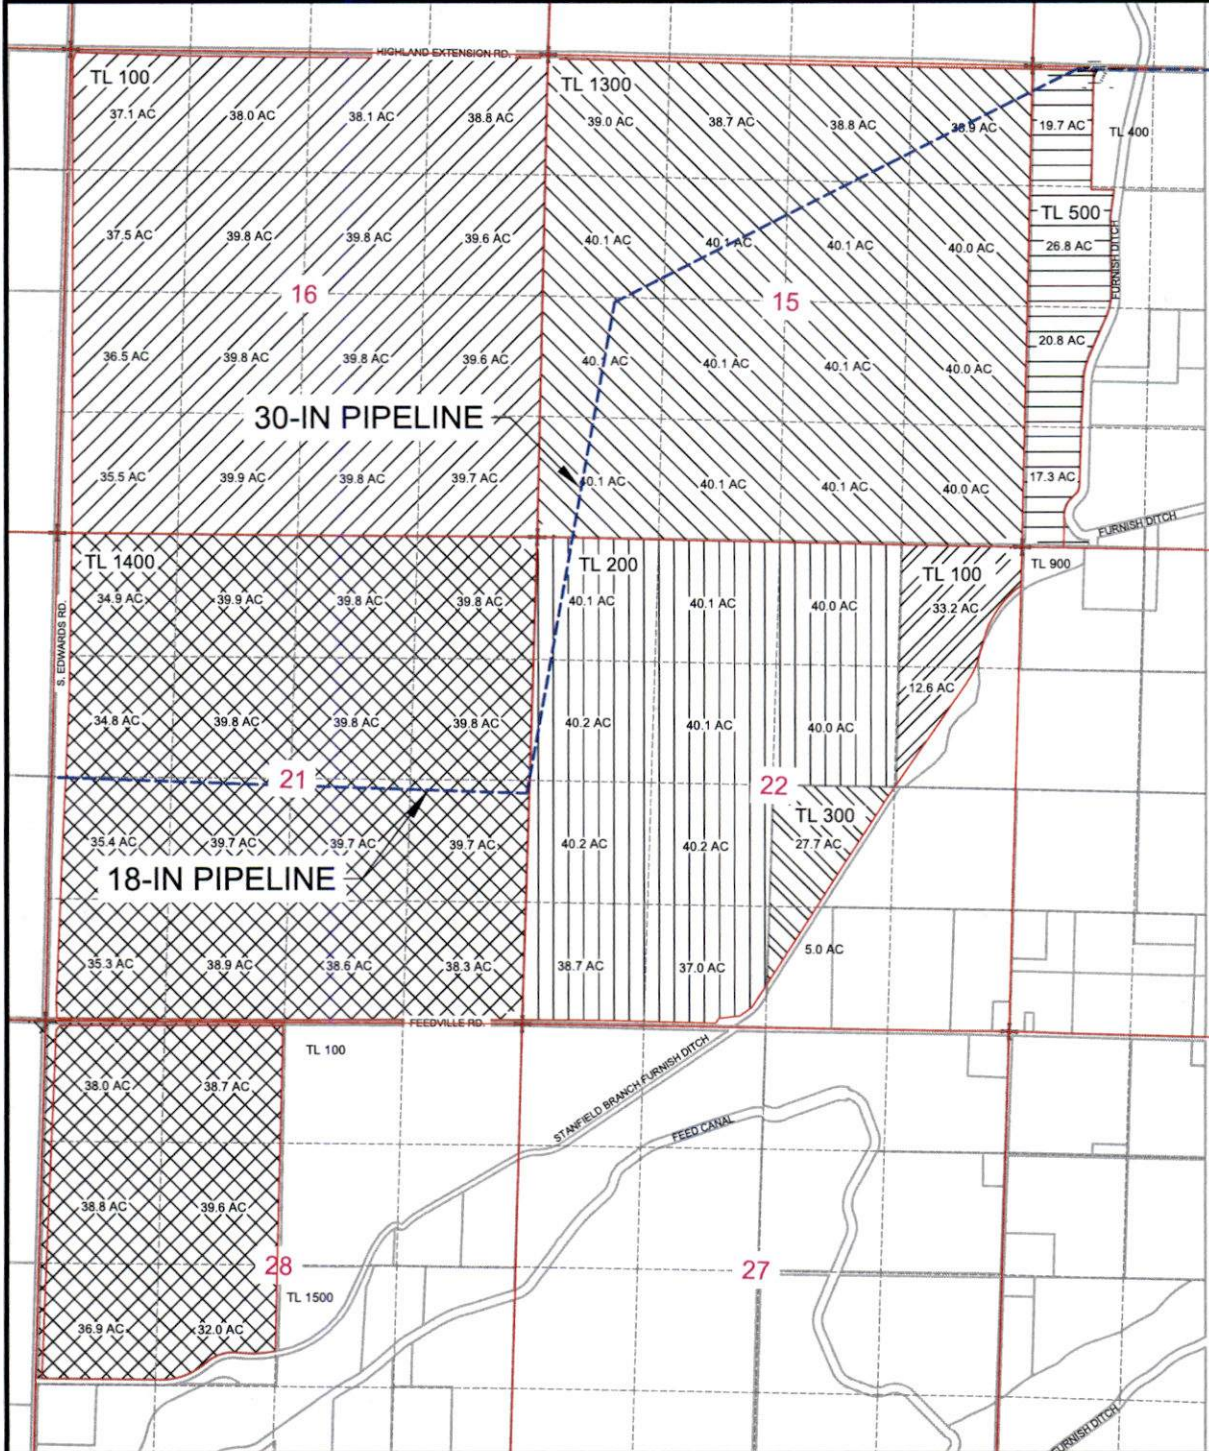 HIGHLAND EXTENSION RD.
TL 100
TL 1300
37.1 AC
38.0 AC
38.1 AC
38.8 AC
39.0 AC
38.7 AC
38.8 AC
38.9 AC
19.7 AC
TL 400
TL 500
37.5 AC
39.8 AC
39.8 AC
39.6 AC
40.1 AC
40.1 AC
40.1 AC
40.0 AC
26.8 AC
FURNISH DITCH
16
15
36.5 AC
39.8 AC
39.8 AC
39.6 AC
40.1 AC
40.1 AC
40.1 AC
40.0 AC
20.8 AC
30-IN PIPELINE
35.5 AC
39.9 AC
39.8 AC
39.7 AC
40.1 AC
40.1 AC
40.1 AC
40.0 AC
17.3 AC
FURNISH DITCH
TL 1400
TL 200
TL 100
TL 900
34.9 AC
39.9 AC
39.8 AC
39.8 AC
40.1 AC
40.1 AC
40.0 AC
33.2 AC
S. EDWARDS RD.
12.6 AC
34.8 AC
39.8 AC
39.8 AC
39.8 AC
40.2 AC
40.1 AC
40.0 AC
21
22
TL 300
35.4 AC
39.7 AC
39.7 AC
39.7 AC
40.2 AC
40.2 AC
27.7 AC
18-IN PIPELINE
5.0 AC
35.3 AC
38.9 AC
38.6 AC
38.3 AC
38.7 AC
37.0 AC
FEEDVILLE RD.
TL 100
38.0 AC
38.7 AC
STANFIELD BRANCH FURNISH DITCH
FEED CANAL
38.8 AC
39.6 AC
28
27
TL 1500
36.9 AC
32.0 AC
FURNISH DITCH